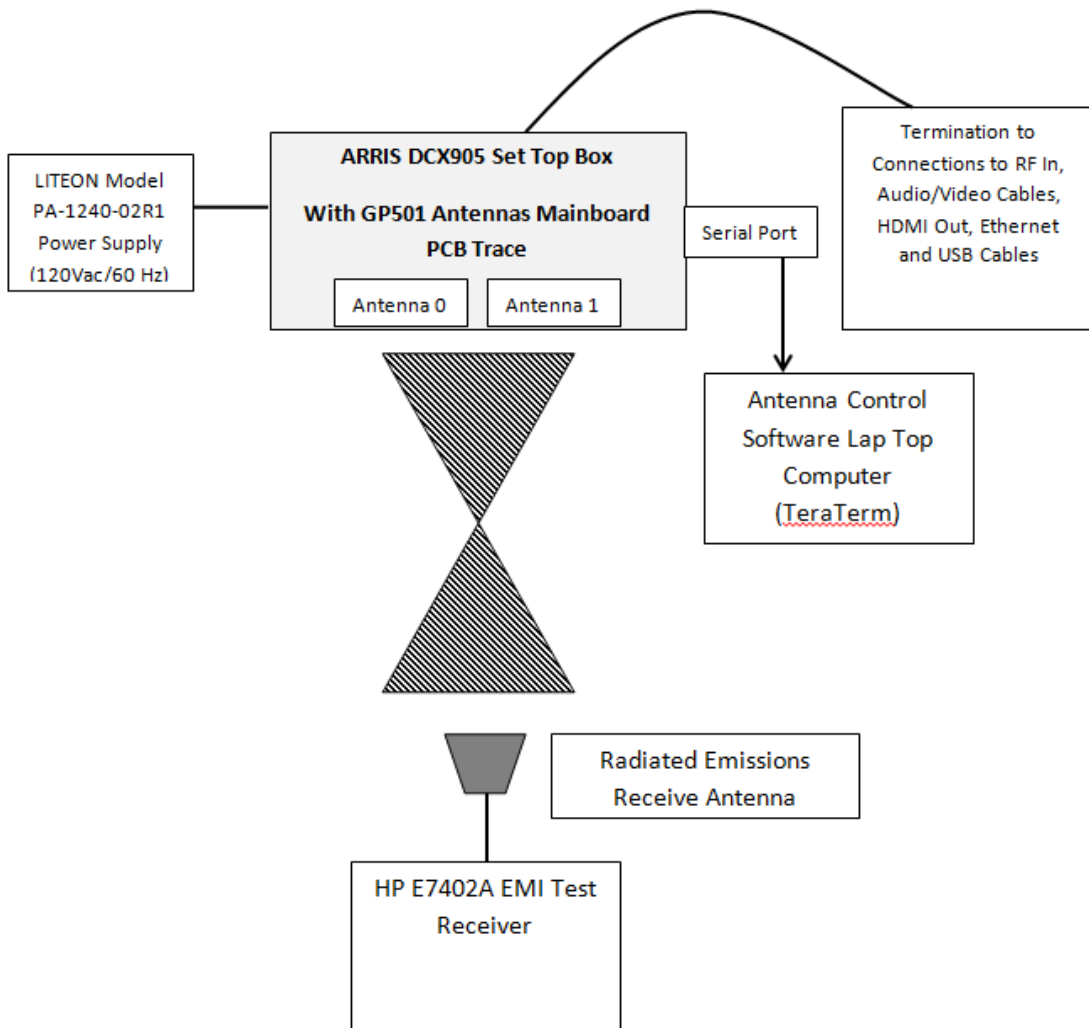 LITEON Model
PA-1240-02R1
Power Supply
(120Vac/60 Hz)
ARRIS DCX905 Set Top Box
With GP501 Antennas Mainboard
PCB Trace
Antenna 0
Antenna 1
Serial Port
Termination to
Connections to RF In,
Audio/Video Cables,
HDMI Out, Ethernet
and USB Cables
Antenna Control
Software Lap Top
Computer
(TeraTerm)
Radiated Emissions
Receive Antenna
HP E7402A EMI Test
Receiver